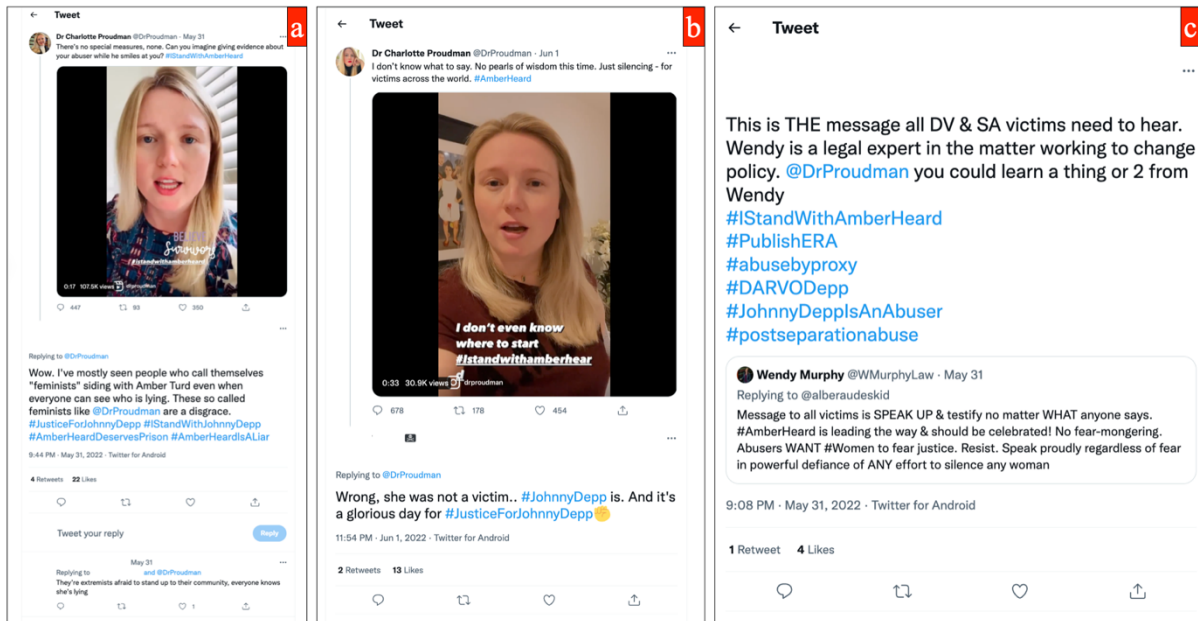 a
← Tweet
Dr Charlotte Proudman @DrProudman · May 31
There's no special measures, none. Can you imagine giving evidence about
your abuser while he smiles at you? #IStandWithAmberHeard
Survivors
#istandwithamberheard
0:17 107.5K views
drproudman
447 93 350
Replying to @DrProudman
Wow. I've mostly seen people who call themselves
"feminists" siding with Amber Turd even when
everyone can see who is lying. These so called
feminists like @DrProudman are a disgrace.
#JusticeForJohnnyDepp #IStandWithJohnnyDepp
#AmberHeardDeservesPrison #AmberHeardIsALiar
9:44 PM · May 31, 2022 · Twitter for Android
4 Retweets 22 Likes
Tweet your reply
Reply
May 31
Replying to and @DrProudman
They're extremists afraid to stand up to their community, everyone knows
she's lying
1
b
← Tweet
Dr Charlotte Proudman @DrProudman · Jun 1
I don't know what to say. No pearls of wisdom this time. Just silencing - for
victims across the world. #AmberHeard
I don't even know
where to start
#Istandwithamberhear
0:33 30.9K views
drproudman
678 178 454
Replying to @DrProudman
Wrong, she was not a victim.. #JohnnyDepp is. And it's
a glorious day for #JusticeForJohnnyDepp✊
11:54 PM · Jun 1, 2022 · Twitter for Android
2 Retweets 13 Likes
c
← Tweet
This is THE message all DV & SA victims need to hear.
Wendy is a legal expert in the matter working to change
policy. @DrProudman you could learn a thing or 2 from
Wendy
#IStandWithAmberHeard
#PublishERA
#abusebyproxy
#DARVODepp
#JohnnyDeppIsAnAbuser
#postseparationabuse
Wendy Murphy @WMurphyLaw · May 31
Replying to @alberaudeskid
Message to all victims is SPEAK UP & testify no matter WHAT anyone says.
#AmberHeard is leading the way & should be celebrated! No fear-mongering.
Abusers WANT #Women to fear justice. Resist. Speak proudly regardless of fear
in powerful defiance of ANY effort to silence any woman
9:08 PM · May 31, 2022 · Twitter for Android
1 Retweet 4 Likes